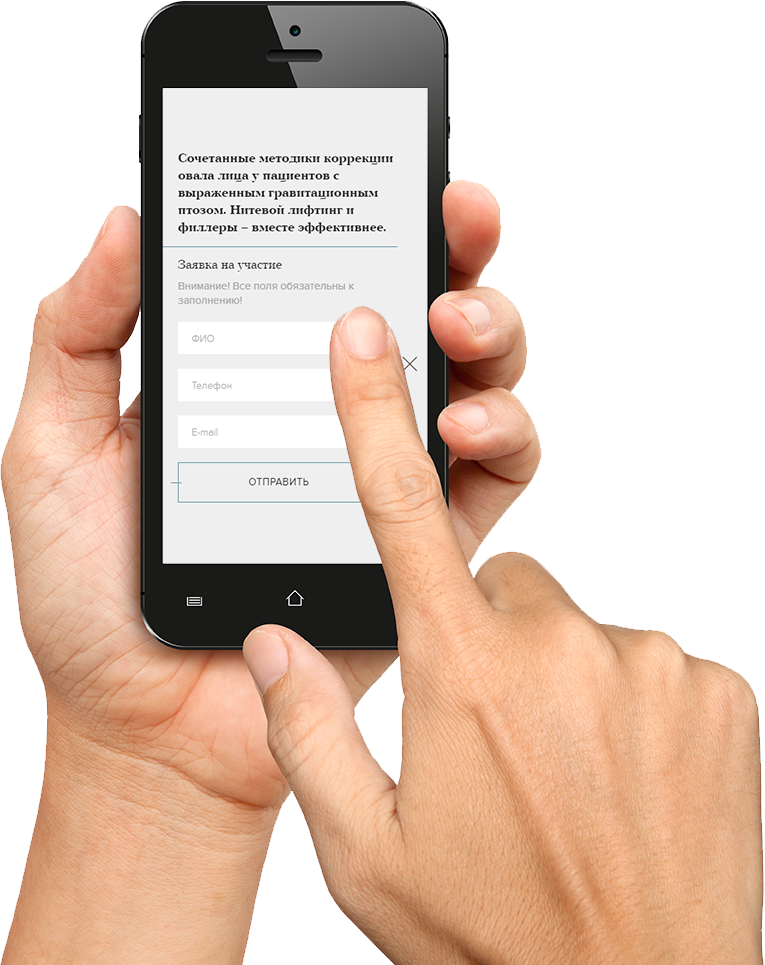 Сочетанные методики коррекции
овала лица у пациентов с
выраженным гравитационным
птозом. Нитевой лифтинг и
филлеры – вместе эффективнее.
Заявка на участие
Внимание! Все поля обязательны к
заполнению!
ФИО
Телефон
E-mail
ОТПРАВИТЬ